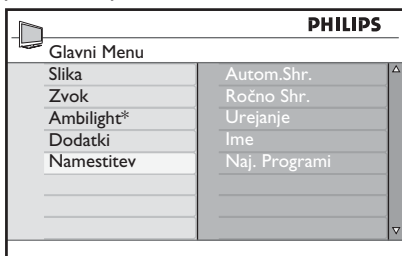 PHILIPS
Glavni Menu
Slika
Zvok
Ambilight*
Dodatki
Namestitev
Autom.Shr.
Ročno Shr.
Urejanje
Ime
Naj. Programi